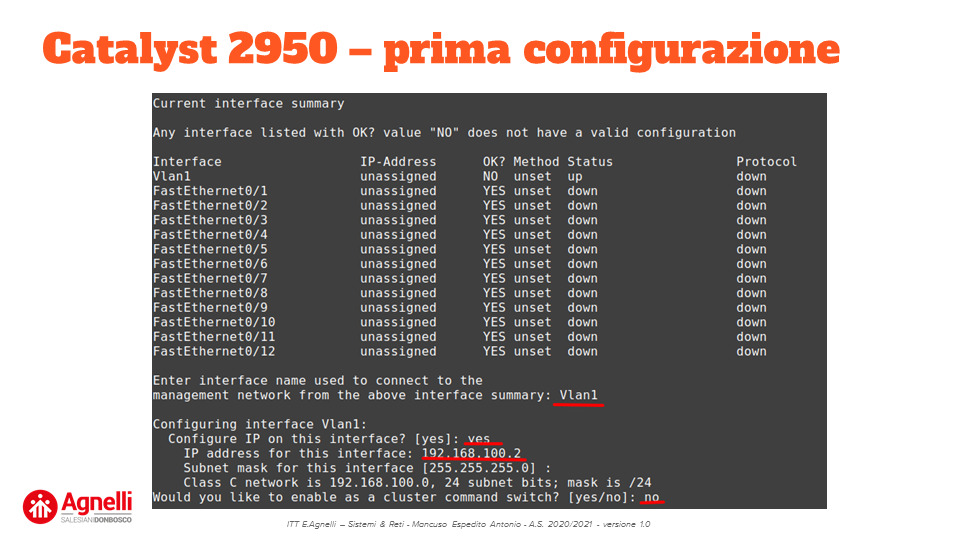 Catalyst 2950 – prima configurazione
Current interface summary
Any interface listed with OK? value "NO" does not have a valid configuration
Interface IP-Address OK? Method Status Protocol
Vlan1 unassigned NO unset up down
FastEthernet0/1 unassigned YES unset down down
FastEthernet0/2 unassigned YES unset down down
FastEthernet0/3 unassigned YES unset down down
FastEthernet0/4 unassigned YES unset down down
FastEthernet0/5 unassigned YES unset down down
FastEthernet0/6 unassigned YES unset down down
FastEthernet0/7 unassigned YES unset down down
FastEthernet0/8 unassigned YES unset down down
FastEthernet0/9 unassigned YES unset down down
FastEthernet0/10 unassigned YES unset down down
FastEthernet0/11 unassigned YES unset down down
FastEthernet0/12 unassigned YES unset down down
Enter interface name used to connect to the
management network from the above interface summary: Vlan1
Configuring interface Vlan1:
Configure IP on this interface? [yes]: yes
IP address for this interface: 192.168.100.2
Subnet mask for this interface [255.255.255.0] :
Class C network is 192.168.100.0, 24 subnet bits; mask is /24
Would you like to enable as a cluster command switch? [yes/no]: no
Agnelli
SALESIANIDONBOSCO
ITT E.Agnelli – Sistemi & Reti - Mancuso Espedito Antonio - A.S. 2020/2021 - versione 1.0